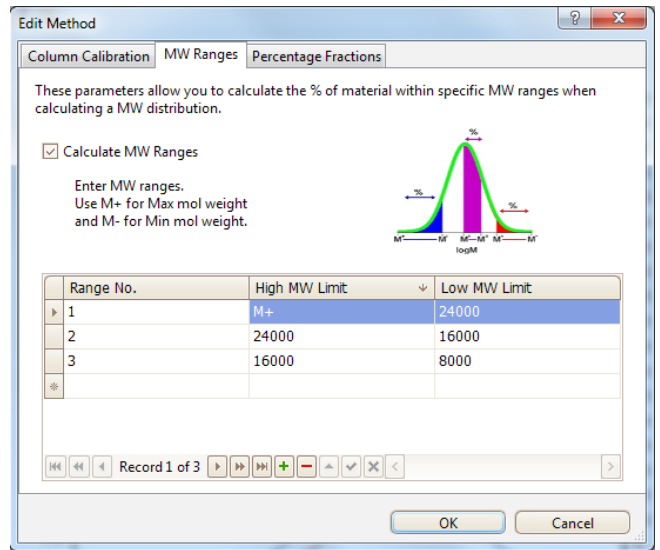 Edit Method
Column Calibration MW Ranges Percentage Fractions
These parameters allow you to calculate the % of material within specific MW ranges when
calculating a MW distribution.
Calculate MW Ranges
Enter MW ranges.
Use M+ for Max mol weight
and M- for Min mol weight.
%
%
%
logM
Range No. High MW Limit Low MW Limit
1 M+ 24000
2 24000 16000
3 16000 8000
Record 1 of 3
OK Cancel